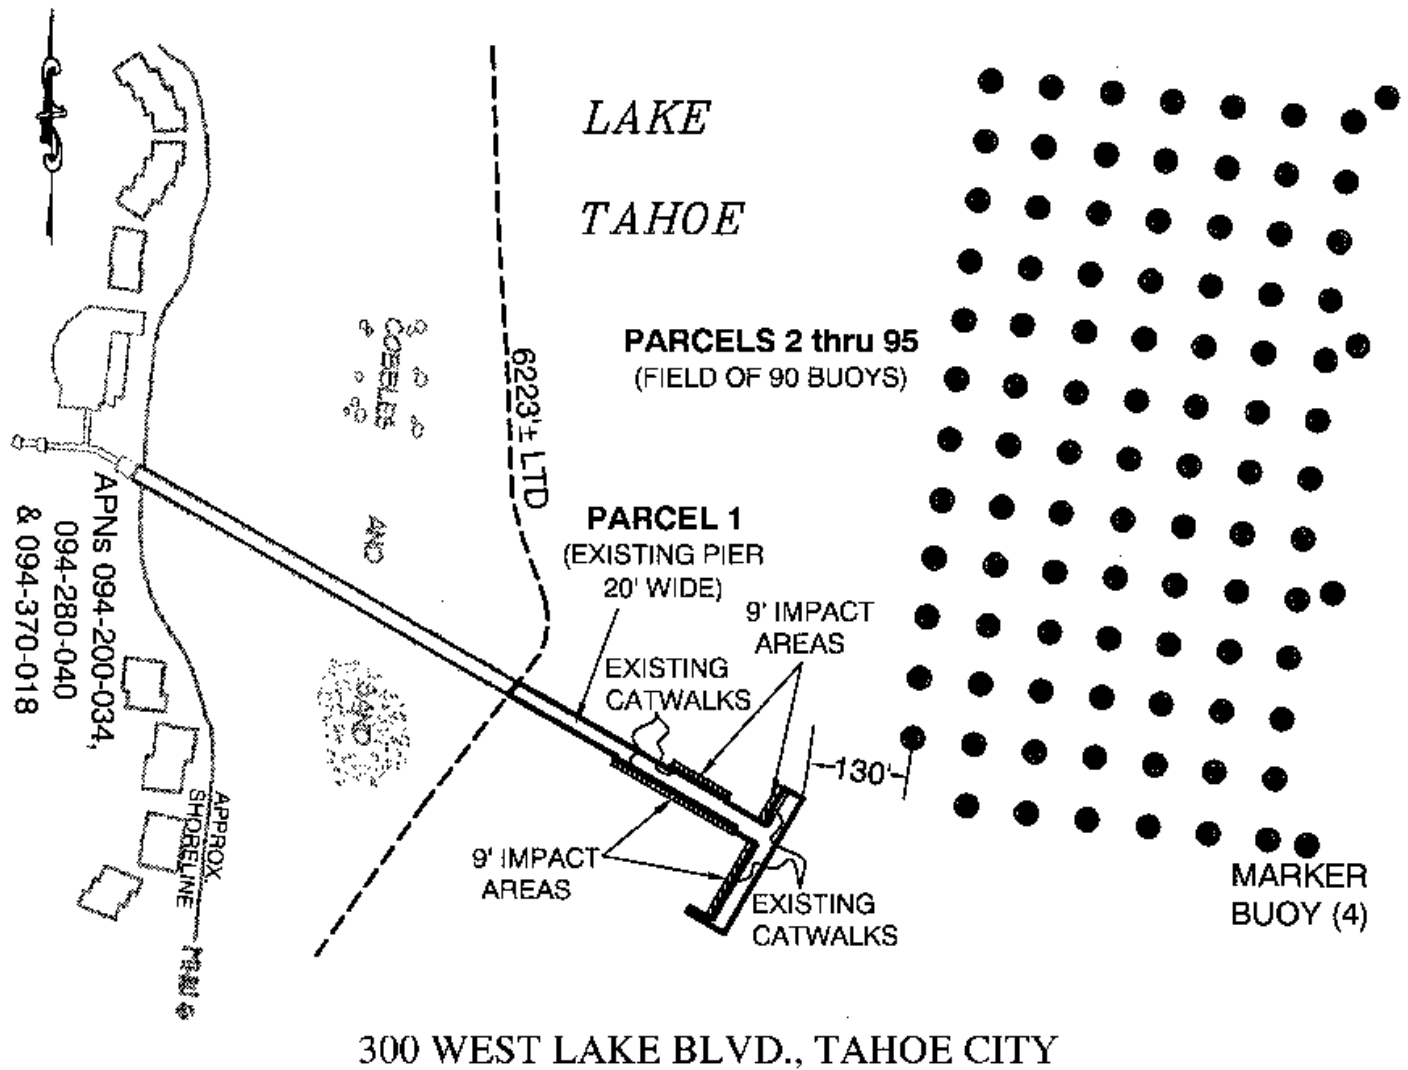 LAKE
TAHOE
PARCELS 2 thru 95
(FIELD OF 90 BUOYS)
COBBLES
AND
SAND
6223'± LTD
PARCEL 1
(EXISTING PIER
20' WIDE)
9' IMPACT
AREAS
EXISTING
CATWALKS
130'
APNs 094-200-034,
094-280-040
& 094-370-018
APPROX.
SHORELINE
9' IMPACT
AREAS
EXISTING
CATWALKS
MARKER
BUOY (4)
300 WEST LAKE BLVD., TAHOE CITY